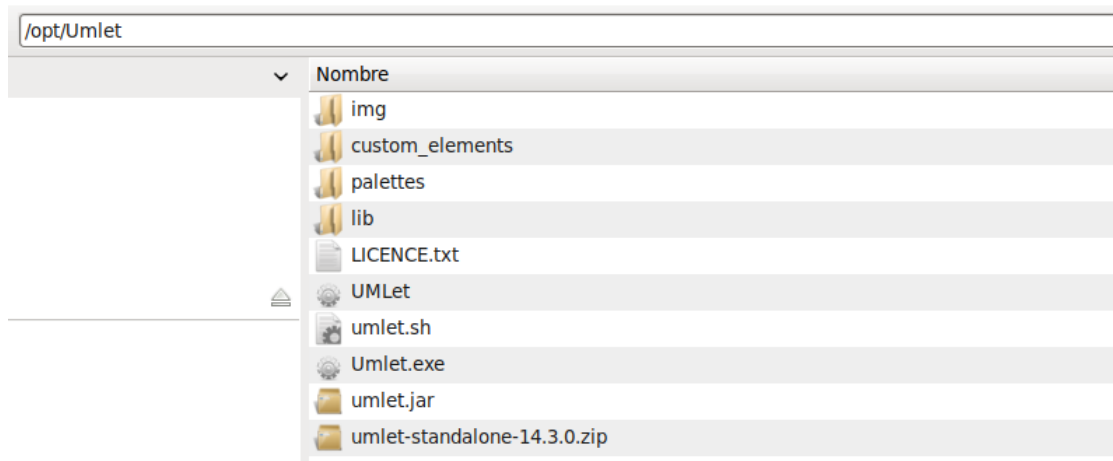 /opt/Umlet
Nombre
img
custom_elements
palettes
lib
LICENCE.txt
UMLet
umlet.sh
Umlet.exe
umlet.jar
umlet-standalone-14.3.0.zip